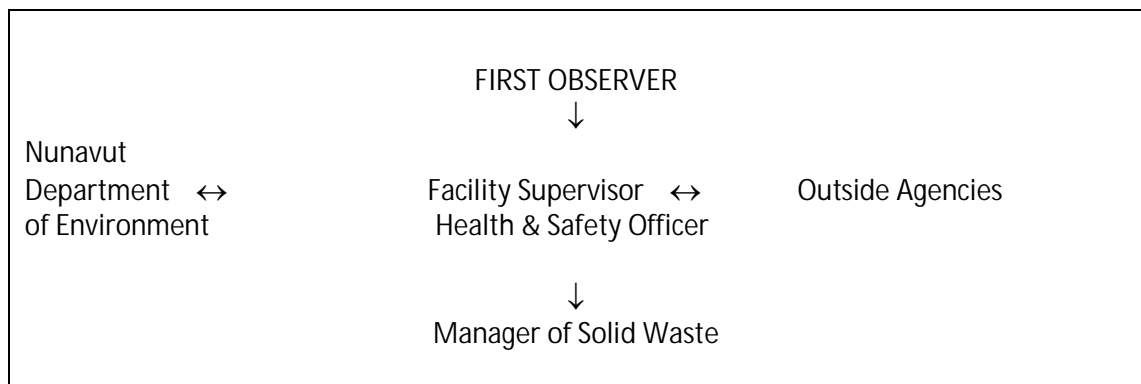 FIRST OBSERVER
↓
Nunavut
Department ↔ Facility Supervisor ↔ Outside Agencies
of Environment Health & Safety Officer
↓
Manager of Solid Waste